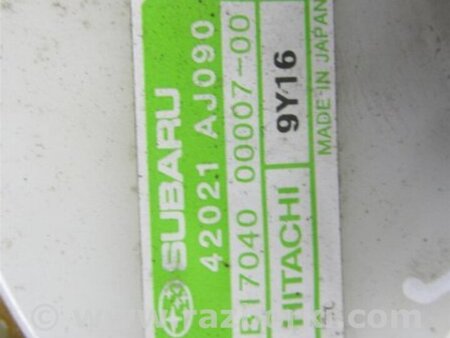 SUBARU
42021 AJ090
B17040 00007-00
HITACHI 9Y16
MADE IN JAPAN